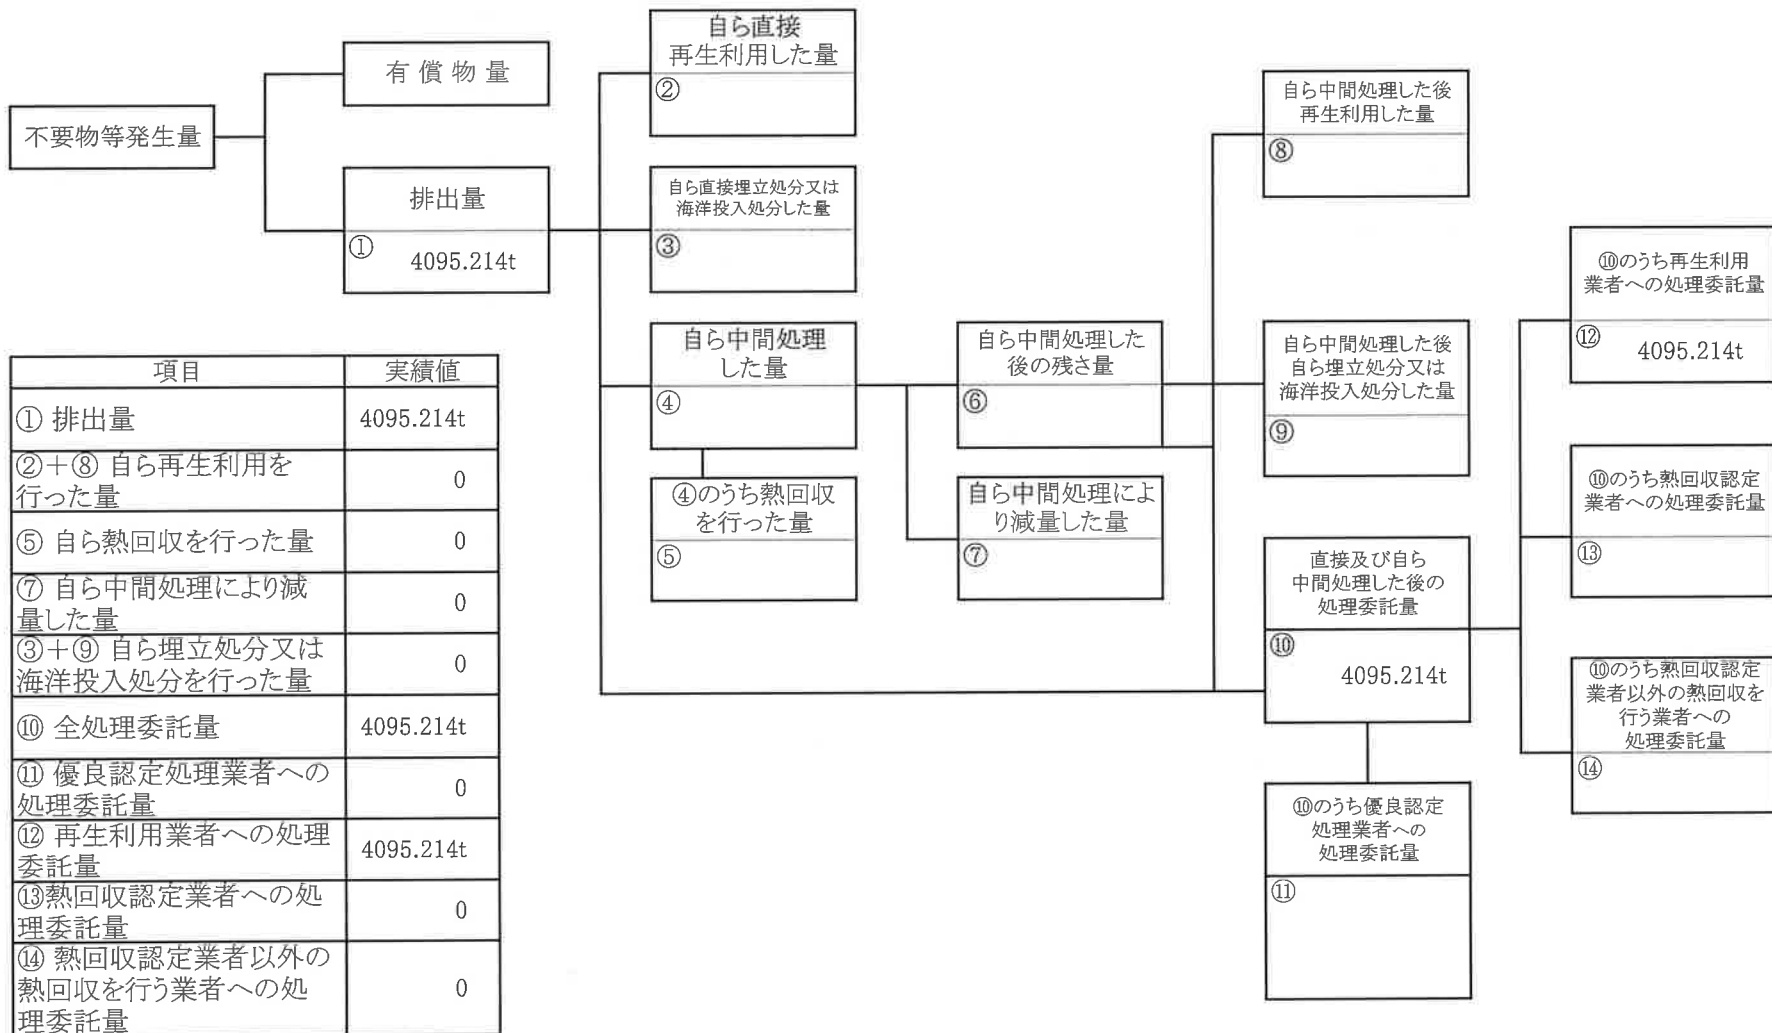 不要物等発生量
有償物量
排出量
①
4095.214t
自ら直接
再生利用した量
②
自ら直接埋立処分又は
海洋投入処分した量
③
自ら中間処理
した量
④
④のうち熱回収
を行った量
⑤
自ら中間処理した
後の残さ量
⑥
自ら中間処理によ
り減量した量
⑦
自ら中間処理した後
再生利用した量
⑧
自ら中間処理した後
自ら埋立処分又は
海洋投入処分した量
⑨
直接及び自ら
中間処理した後の
処理委託量
⑩
4095.214t
⑩のうち優良認定
処理業者への
処理委託量
⑪
⑩のうち再生利用
業者への処理委託量
⑫
4095.214t
⑩のうち熱回収認定
業者への処理委託量
⑬
⑩のうち熱回収認定
業者以外の熱回収を
行う業者への
処理委託量
⑭
項目 実績値
① 排出量 4095.214t
②+⑧ 自ら再生利用を
行った量 0
⑤ 自ら熱回収を行った量 0
⑦ 自ら中間処理により減
量した量 0
③+⑨ 自ら埋立処分又は
海洋投入処分を行った量 0
⑩ 全処理委託量 4095.214t
⑪ 優良認定処理業者への
処理委託量 0
⑫ 再生利用業者への処理
委託量 4095.214t
⑬熱回収認定業者への処
理委託量 0
⑭ 熱回収認定業者以外の
熱回収を行う業者への処
理委託量 0